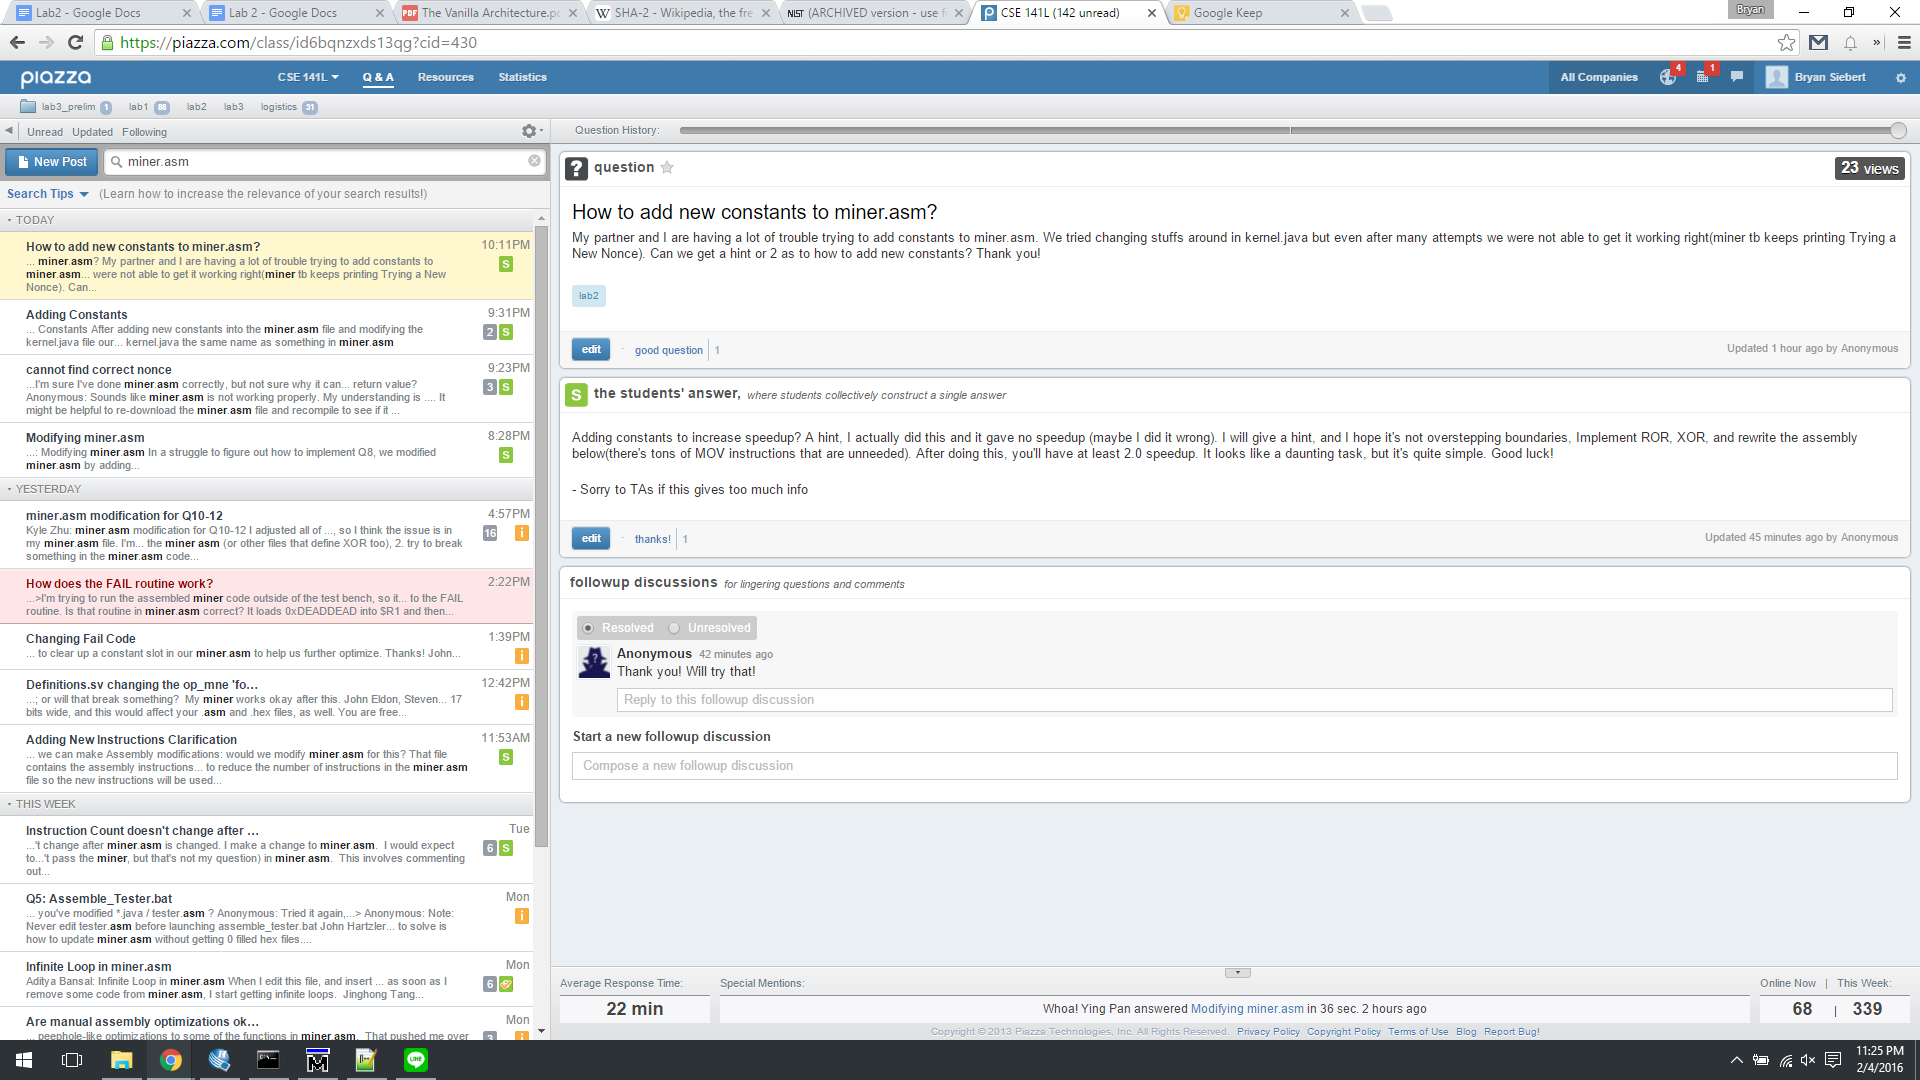 Lab2 - Google Docs
Lab 2 - Google Docs
PDF The Vanilla Architecture.p
W SHA-2 - Wikipedia, the fre
NIST (ARCHIVED version - use f
CSE 141L (142 unread)
Google Keep
Bryan
https://piazza.com/class/id6bqnzxds13qg?cid=430
piazza
CSE 141L
Q & A
Resources
Statistics
All Companies
4
1
Bryan Siebert
lab3_prelim 1
lab1 88
lab2
lab3
logistics 31
Unread Updated Following
Question History:
New Post
miner.asm
Search Tips (Learn how to increase the relevance of your search results!)
TODAY
How to add new constants to miner.asm? 10:11PM
... miner.asm? My partner and I are having a lot of trouble trying to add constants to S
miner.asm... were not able to get it working right(miner tb keeps printing Trying a New
Nonce). Can...
Adding Constants 9:31PM
... Constants After adding new constants into the miner.asm file and modifying the 2 S
kernel.java file our... kernel.java the same name as something in miner.asm
cannot find correct nonce 9:23PM
...I'm sure I've done miner.asm correctly, but not sure why it can... return value? 3 S
Anonymous: Sounds like miner.asm is not working properly. My understanding is .... It
might be helpful to re-download the miner.asm file and recompile to see if it ...
Modifying miner.asm 8:28PM
...: Modifying miner.asm In a struggle to figure out how to implement Q8, we modified S
miner.asm by adding...
YESTERDAY
miner.asm modification for Q10-12 4:57PM
Kyle Zhu: miner.asm modification for Q10-12 I adjusted all of ..., so I think the issue is in 16 i
my miner.asm file. I'm... the miner asm (or other files that define XOR too), 2. try to break
something in the miner.asm code...
How does the FAIL routine work? 2:22PM
...>I'm trying to run the assembled miner code outside of the test bench, so it... to the FAIL
routine. Is that routine in miner.asm correct? It loads 0xDEADDEAD into $R1 and then...
Changing Fail Code 1:39PM
... to clear up a constant slot in our miner.asm to help us further optimize. Thanks! John... i
Definitions.sv changing the op_mne 'fo... 12:42PM
...; or will that break something? My miner works okay after this. John Eldon, Steven... 17 i
bits wide, and this would affect your .asm and .hex files, as well. You are free...
Adding New Instructions Clarification 11:53AM
... we can make Assembly modifications: would we modify miner.asm for this? That file S
contains the assembly instructions... to reduce the number of instructions in the miner.asm
file so the new instructions will be used...
THIS WEEK
Instruction Count doesn't change after ... Tue
...'t change after miner.asm is changed. I make a change to miner.asm. I would expect 6 S
to...'t pass the miner, but that's not my question) in miner.asm. This involves commenting
out...
Q5: Assemble_Tester.bat Mon
... you've modified *.java / tester.asm ? Anonymous: Tried it again,...> Anonymous: Note: i
Never edit tester.asm before launching assemble_tester.bat John Hartzler... to solve is
how to update miner.asm without getting 0 filled hex files....
Infinite Loop in miner.asm Mon
Aditya Bansal: Infinite Loop in miner.asm When I edit this file, and insert ... as soon as I 6
remove some code from miner.asm, I start getting infinite loops. Jinghong Tang...
Are manual assembly optimizations ok... Mon
... peephole-like optimizations to some of the functions in miner.asm. That pushed me over
? question
23 views
How to add new constants to miner.asm?
My partner and I are having a lot of trouble trying to add constants to miner.asm. We tried changing stuffs around in kernel.java but even after many attempts we were not able to get it working right(miner tb keeps printing Trying a
New Nonce). Can we get a hint or 2 as to how to add new constants? Thank you!
lab2
edit · good question 1
Updated 1 hour ago by Anonymous
S the students' answer, where students collectively construct a single answer
Adding constants to increase speedup? A hint, I actually did this and it gave no speedup (maybe I did it wrong). I will give a hint, and I hope it's not overstepping boundaries, Implement ROR, XOR, and rewrite the assembly
below(there's tons of MOV instructions that are unneeded). After doing this, you'll have at least 2.0 speedup. It looks like a daunting task, but it's quite simple. Good luck!
- Sorry to TAs if this gives too much info
edit · thanks! 1
Updated 45 minutes ago by Anonymous
followup discussions for lingering questions and comments
Resolved Unresolved
Anonymous 42 minutes ago
Thank you! Will try that!
Reply to this followup discussion
Start a new followup discussion
Compose a new followup discussion
Average Response Time:
22 min
Special Mentions:
Whoa! Ying Pan answered Modifying miner.asm in 36 sec. 2 hours ago
Online Now | This Week:
68 | 339
Copyright © 2013 Piazza Technologies, Inc. All Rights Reserved. Privacy Policy Copyright Policy Terms of Use Blog Report Bug!
LINE
11:25 PM
2/4/2016